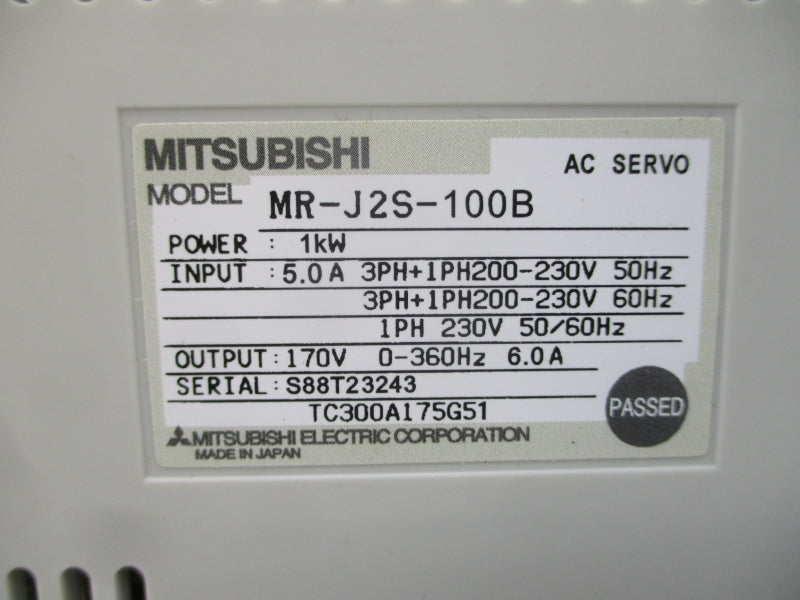 MITSUBISHI
AC SERVO
MODEL MR-J2S-100B
POWER : 1kW
INPUT : 5.0A 3PH+1PH200-230V 50Hz
3PH+1PH200-230V 60Hz
1PH 230V 50/60Hz
OUTPUT : 170V 0-360Hz 6.0A
SERIAL : S88T23243
TC300A175G51
PASSED
MITSUBISHI ELECTRIC CORPORATION
MADE IN JAPAN